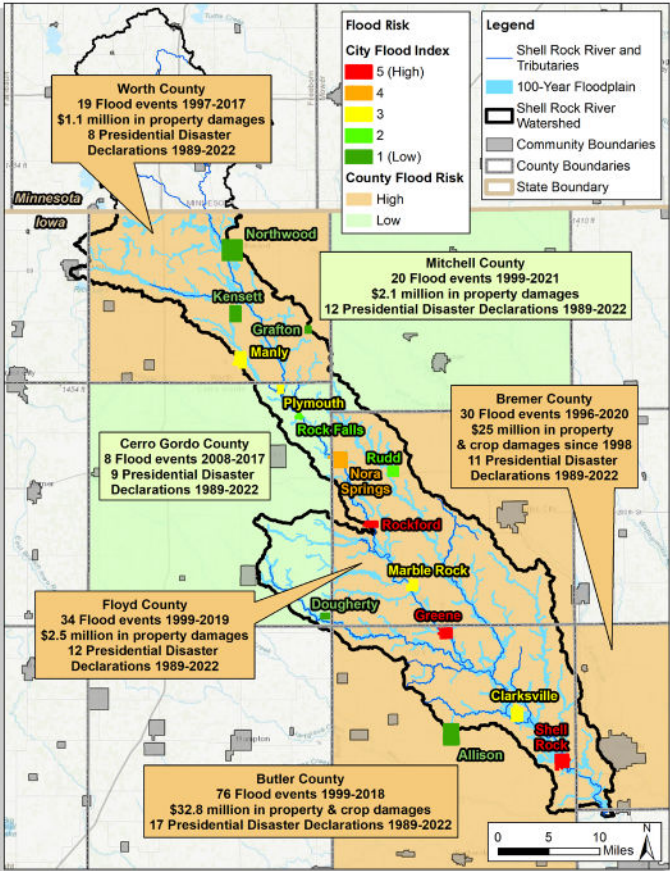 Worth County
19 Flood events 1997-2017
$1.1 million in property damages
8 Presidential Disaster
Declarations 1989-2022
Flood Risk
City Flood Index
5 (High)
4
3
2
1 (Low)
County Flood Risk
High
Low
Legend
Shell Rock River and
Tributaries
100-Year Floodplain
Shell Rock River
Watershed
Community Boundaries
County Boundaries
State Boundary
Minnesota
Iowa
Northwood
Mitchell County
20 Flood events 1999-2021
$2.1 million in property damages
12 Presidential Disaster Declarations 1989-2022
Kensett
Grafton
Manly
Plymouth
Rock Falls
Bremer County
30 Flood events 1996-2020
$25 million in property
& crop damages since 1998
11 Presidential Disaster
Declarations 1989-2022
Cerro Gordo County
8 Flood events 2008-2017
9 Presidential Disaster
Declarations 1989-2022
Rudd
Nora
Springs
Rockford
Marble Rock
Floyd County
34 Flood events 1999-2019
$2.5 million in property damages
12 Presidential Disaster
Declarations 1989-2022
Dougherty
Greene
Clarksville
Shell
Rock
Allison
Butler County
76 Flood events 1999-2018
$32.8 million in property & crop damages
17 Presidential Disaster Declarations 1989-2022
0 5 10
Miles
N